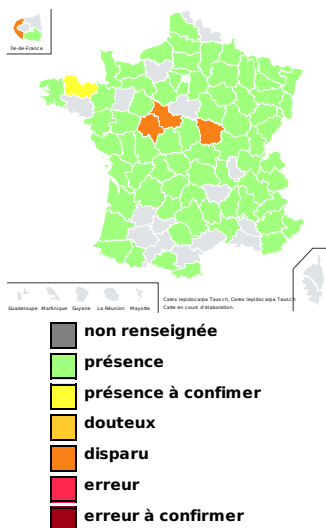 Île-de-France
Guadeloupe Martinique Guyane La Réunion Mayotte
Carex lepidocarpa Tausch, Carex lepidocarpa Tausch
Carte en cours d'élaboration.
non renseignée
présence
présence à confimer
douteux
disparu
erreur
erreur à confirmer